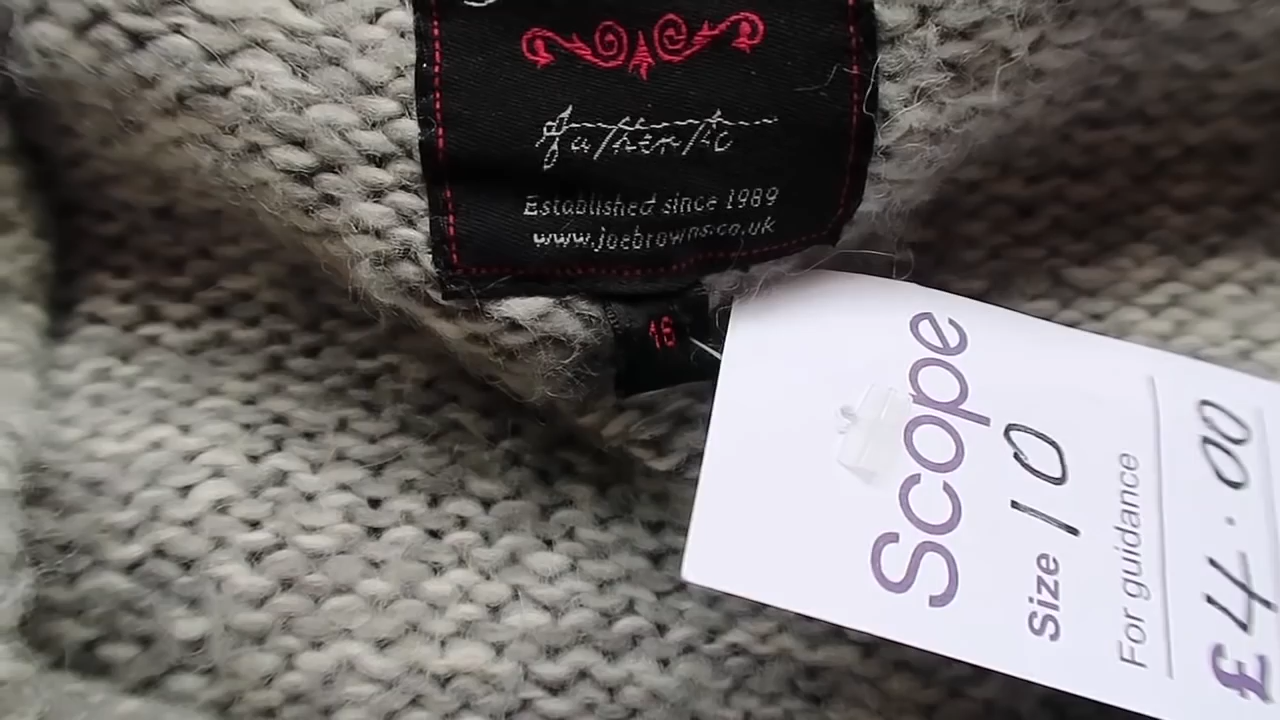 Authentic
Established since 1989
www.joebrowns.co.uk
16
Scope
Size 10
For guidance
£4.00